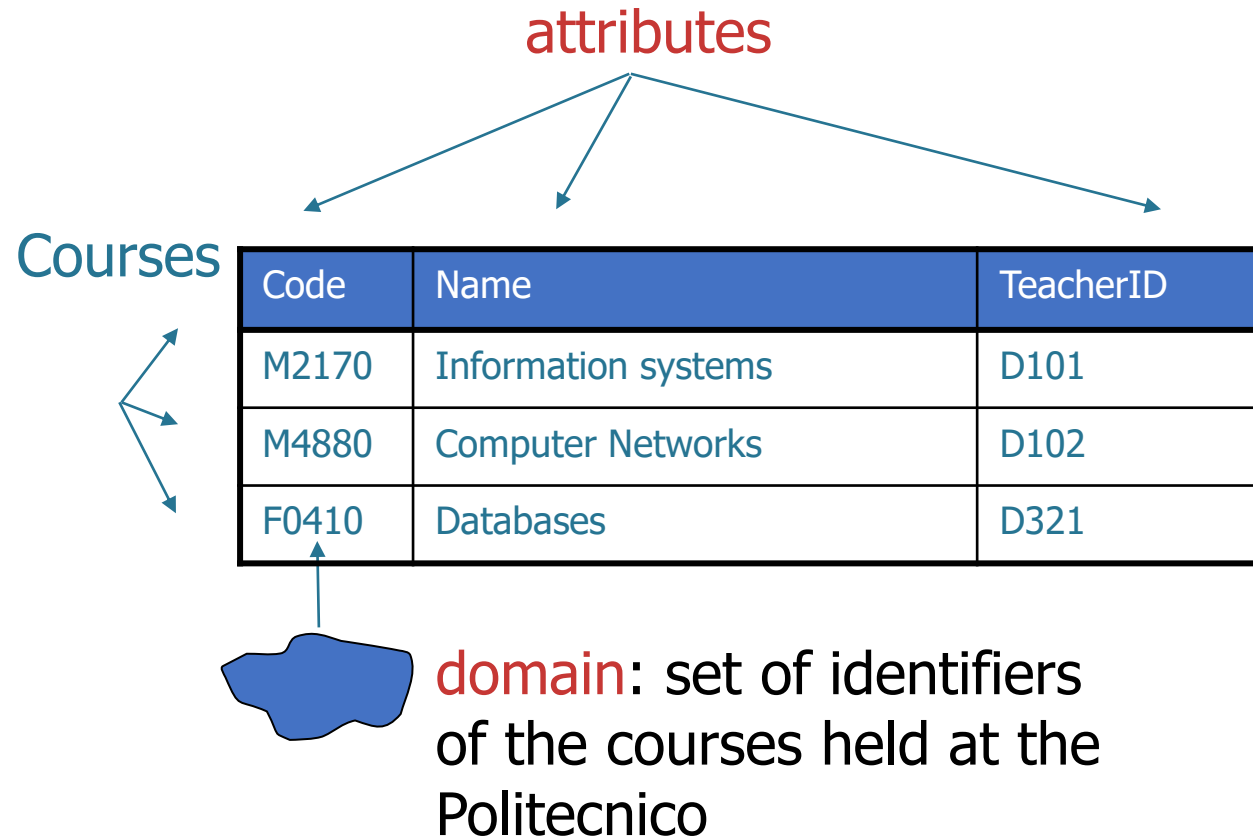 attributes
Courses
Code Name TeacherID
M2170 Information systems D101
M4880 Computer Networks D102
F0410 Databases D321
domain: set of identifiers
of the courses held at the
Politecnico